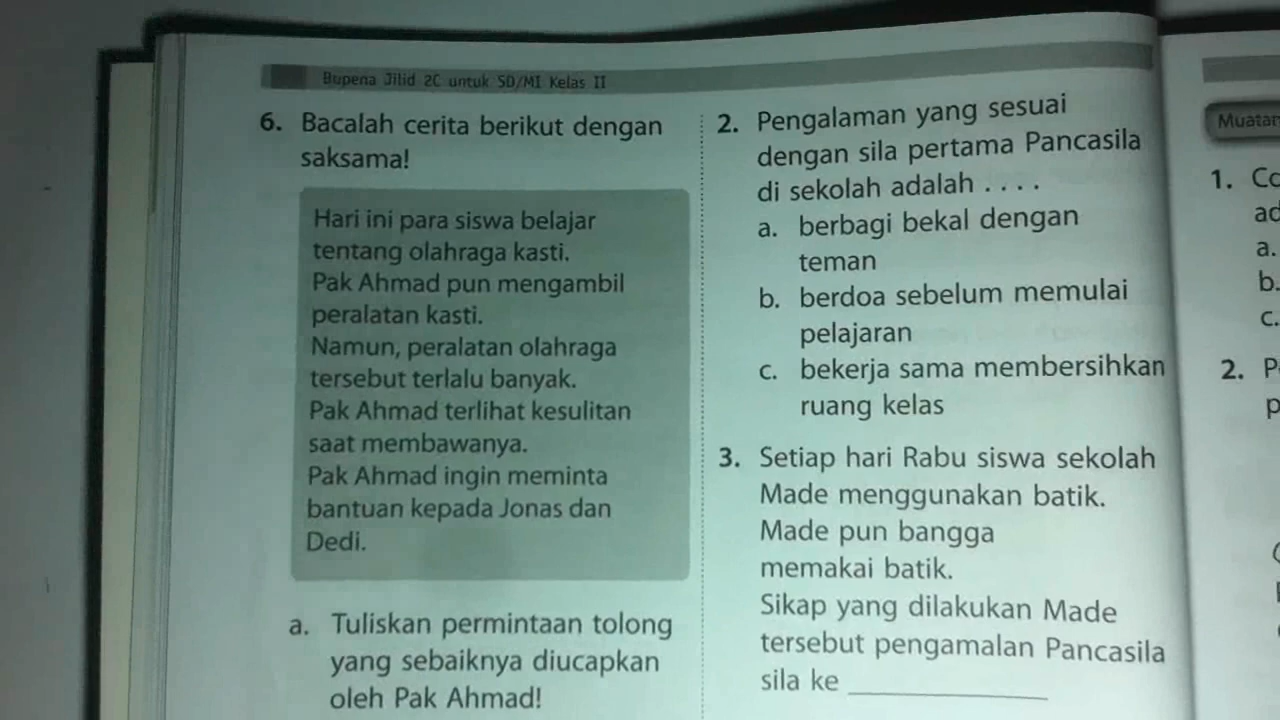 Bupena Jilid 2C untuk SD/MI Kelas II
6. Bacalah cerita berikut dengan
saksama!
Hari ini para siswa belajar
tentang olahraga kasti.
Pak Ahmad pun mengambil
peralatan kasti.
Namun, peralatan olahraga
tersebut terlalu banyak.
Pak Ahmad terlihat kesulitan
saat membawanya.
Pak Ahmad ingin meminta
bantuan kepada Jonas dan
Dedi.
a. Tuliskan permintaan tolong
yang sebaiknya diucapkan
oleh Pak Ahmad!
2. Pengalaman yang sesuai
dengan sila pertama Pancasila
di sekolah adalah . . . .
a. berbagi bekal dengan
teman
b. berdoa sebelum memulai
pelajaran
c. bekerja sama membersihkan
ruang kelas
3. Setiap hari Rabu siswa sekolah
Made menggunakan batik.
Made pun bangga
memakai batik.
Sikap yang dilakukan Made
tersebut pengamalan Pancasila
sila ke
Muatan
1.
a.
b.
c.
2.